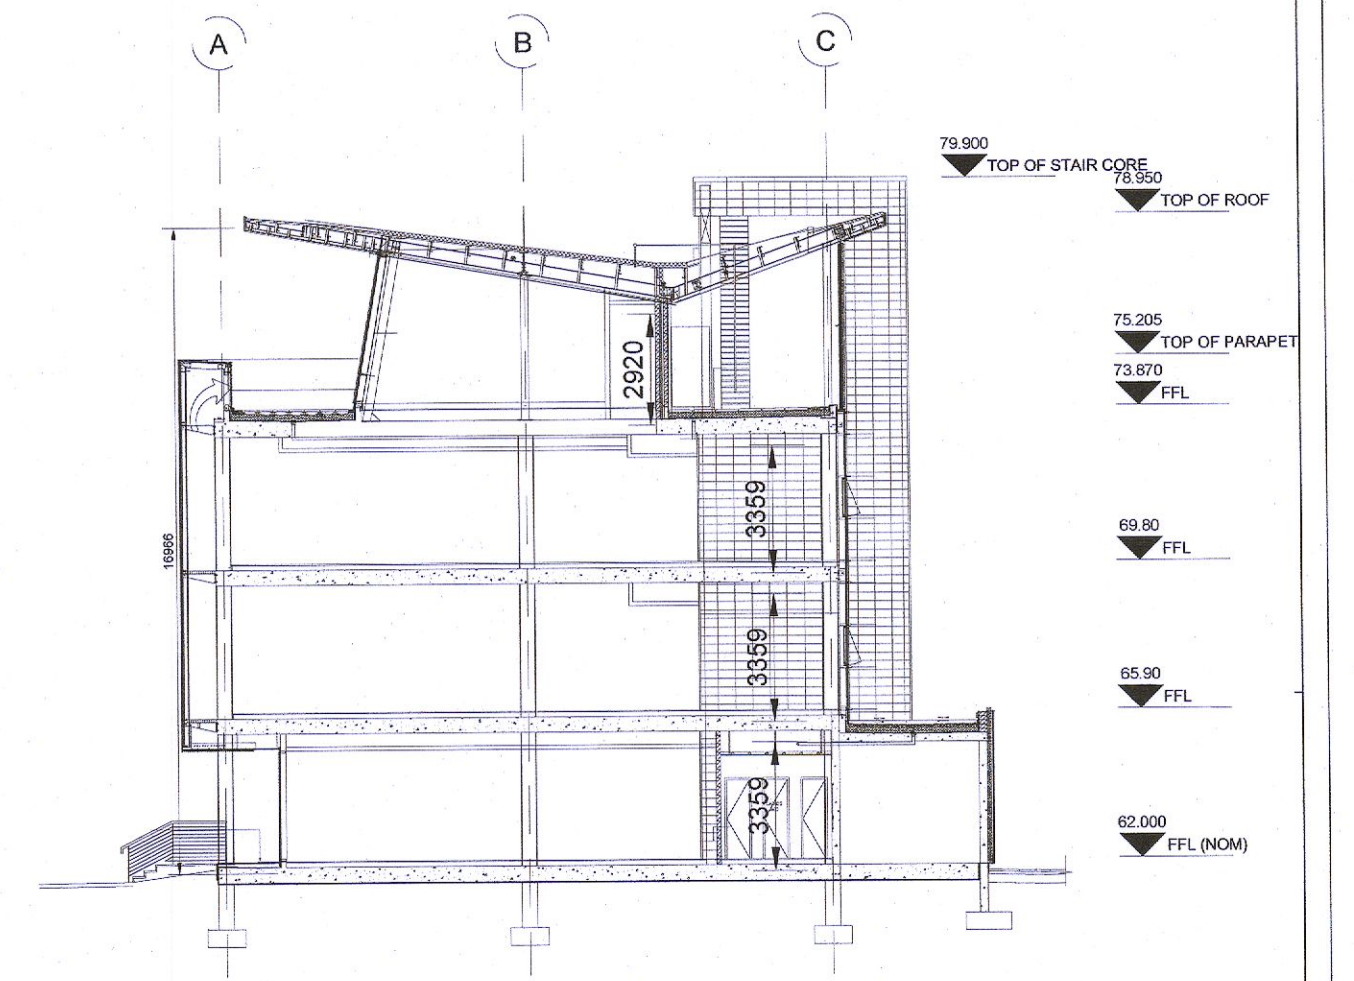 A
B
C
79.900
TOP OF STAIR CORE
78.950
TOP OF ROOF
75.205
TOP OF PARAPET
73.870
FFL
2920
3359
69.80
FFL
16966
3359
65.90
FFL
3359
62.000
FFL (NOM)